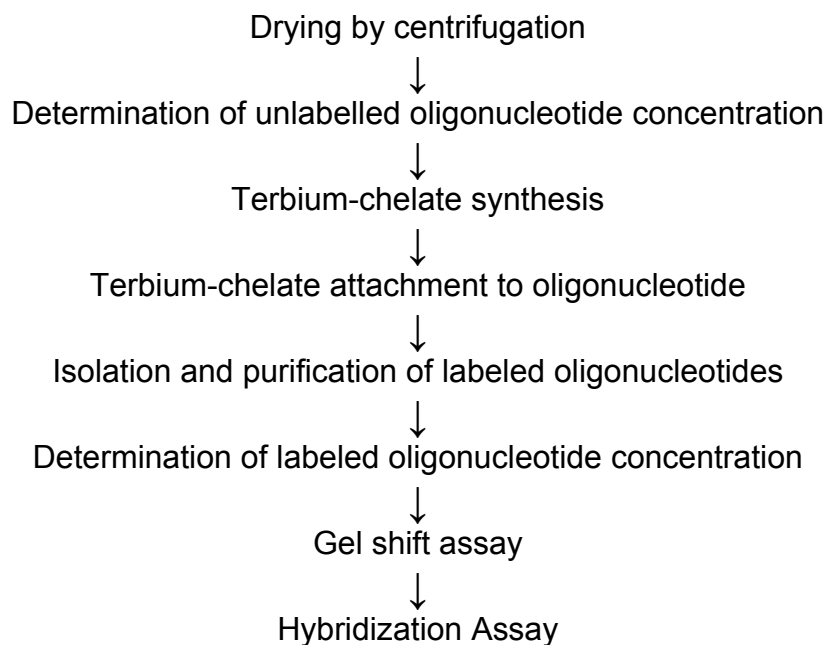 Drying by centrifugation
↓
Determination of unlabelled oligonucleotide concentration
↓
Terbium-chelate synthesis
↓
Terbium-chelate attachment to oligonucleotide
↓
Isolation and purification of labeled oligonucleotides
↓
Determination of labeled oligonucleotide concentration
↓
Gel shift assay
↓
Hybridization Assay